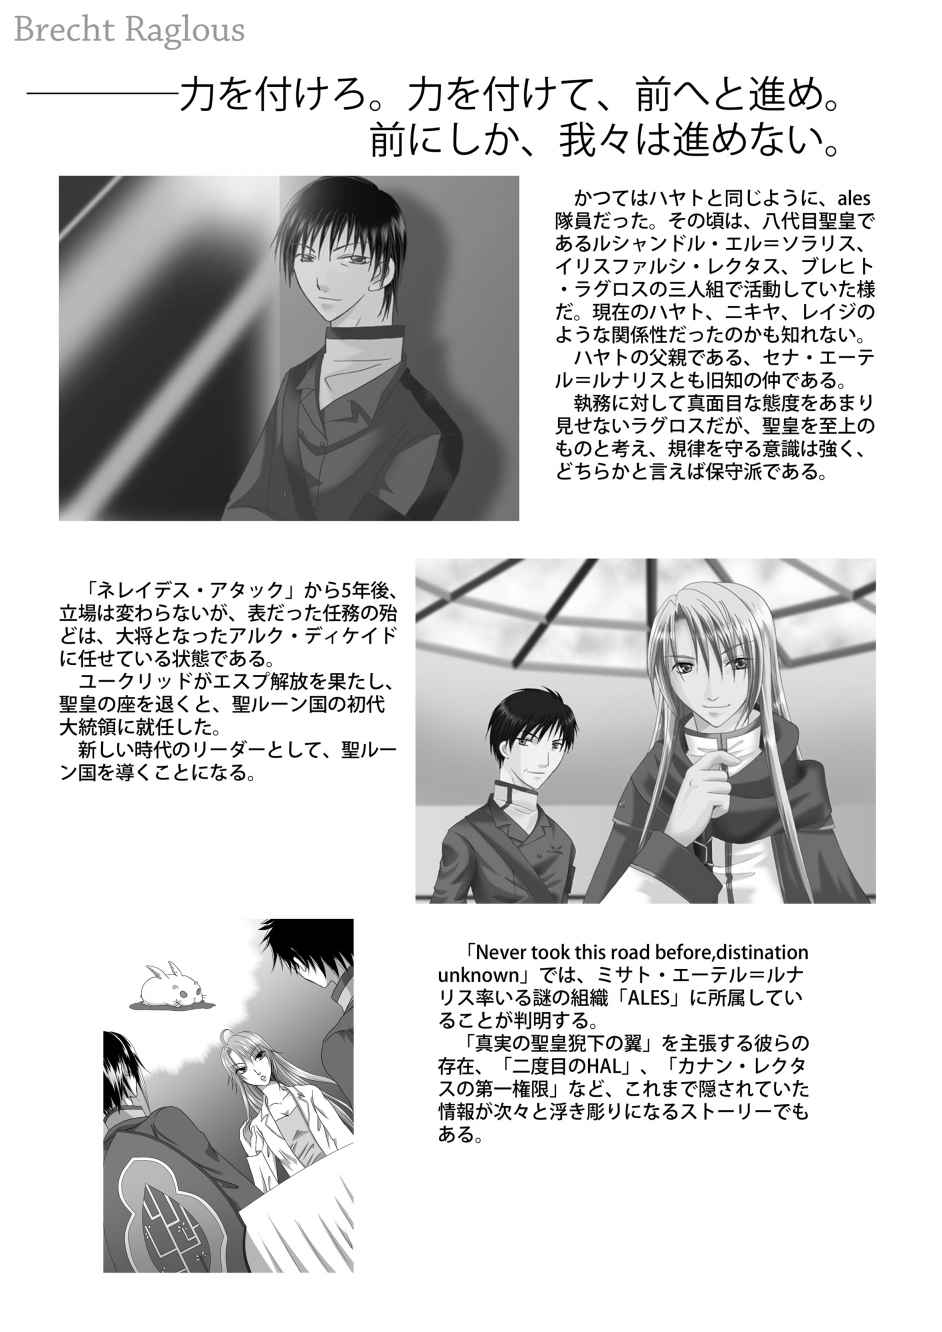 Brecht Raglous
————力を付けろ。力を付けて、前へと進め。
前にしか、我々は進めない。
かつてはハヤトと同じように、ales
隊員だった。その頃は、八代目聖皇で
あるルシャンドル・エル＝ソラリス、
イリスファルシ・レクタス、ブレヒト
・ラグロスの三人組で活動していた様
だ。現在のハヤト、ニキヤ、レイジの
ような関係性だったのかも知れない。
ハヤトの父親である、セナ・エーテ
ル＝ルナリスとも旧知の仲である。
執務に対して真面目な態度をあまり
見せないラグロスだが、聖皇を至上の
ものと考え、規律を守る意識は強く、
どちらかと言えば保守派である。
「ネレイデス・アタック」から5年後、
立場は変わらないが、表だった任務の殆
どは、大将となったアルク・ディケイド
に任せている状態である。
ユークリッドがエスプ解放を果たし、
聖皇の座を退くと、聖ルーン国の初代
大統領に就任した。
新しい時代のリーダーとして、聖ルー
ン国を導くことになる。
「Never took this road before,distination
unknown」では、ミサト・エーテル＝ルナ
リス率いる謎の組織「ALES」に所属してい
ることが判明する。
「真実の聖皇猊下の翼」を主張する彼らの
存在、「二度目のHAL」、「カナン・レクタ
スの第一権限」など、これまで隠されていた
情報が次々と浮き彫りになるストーリーでも
ある。